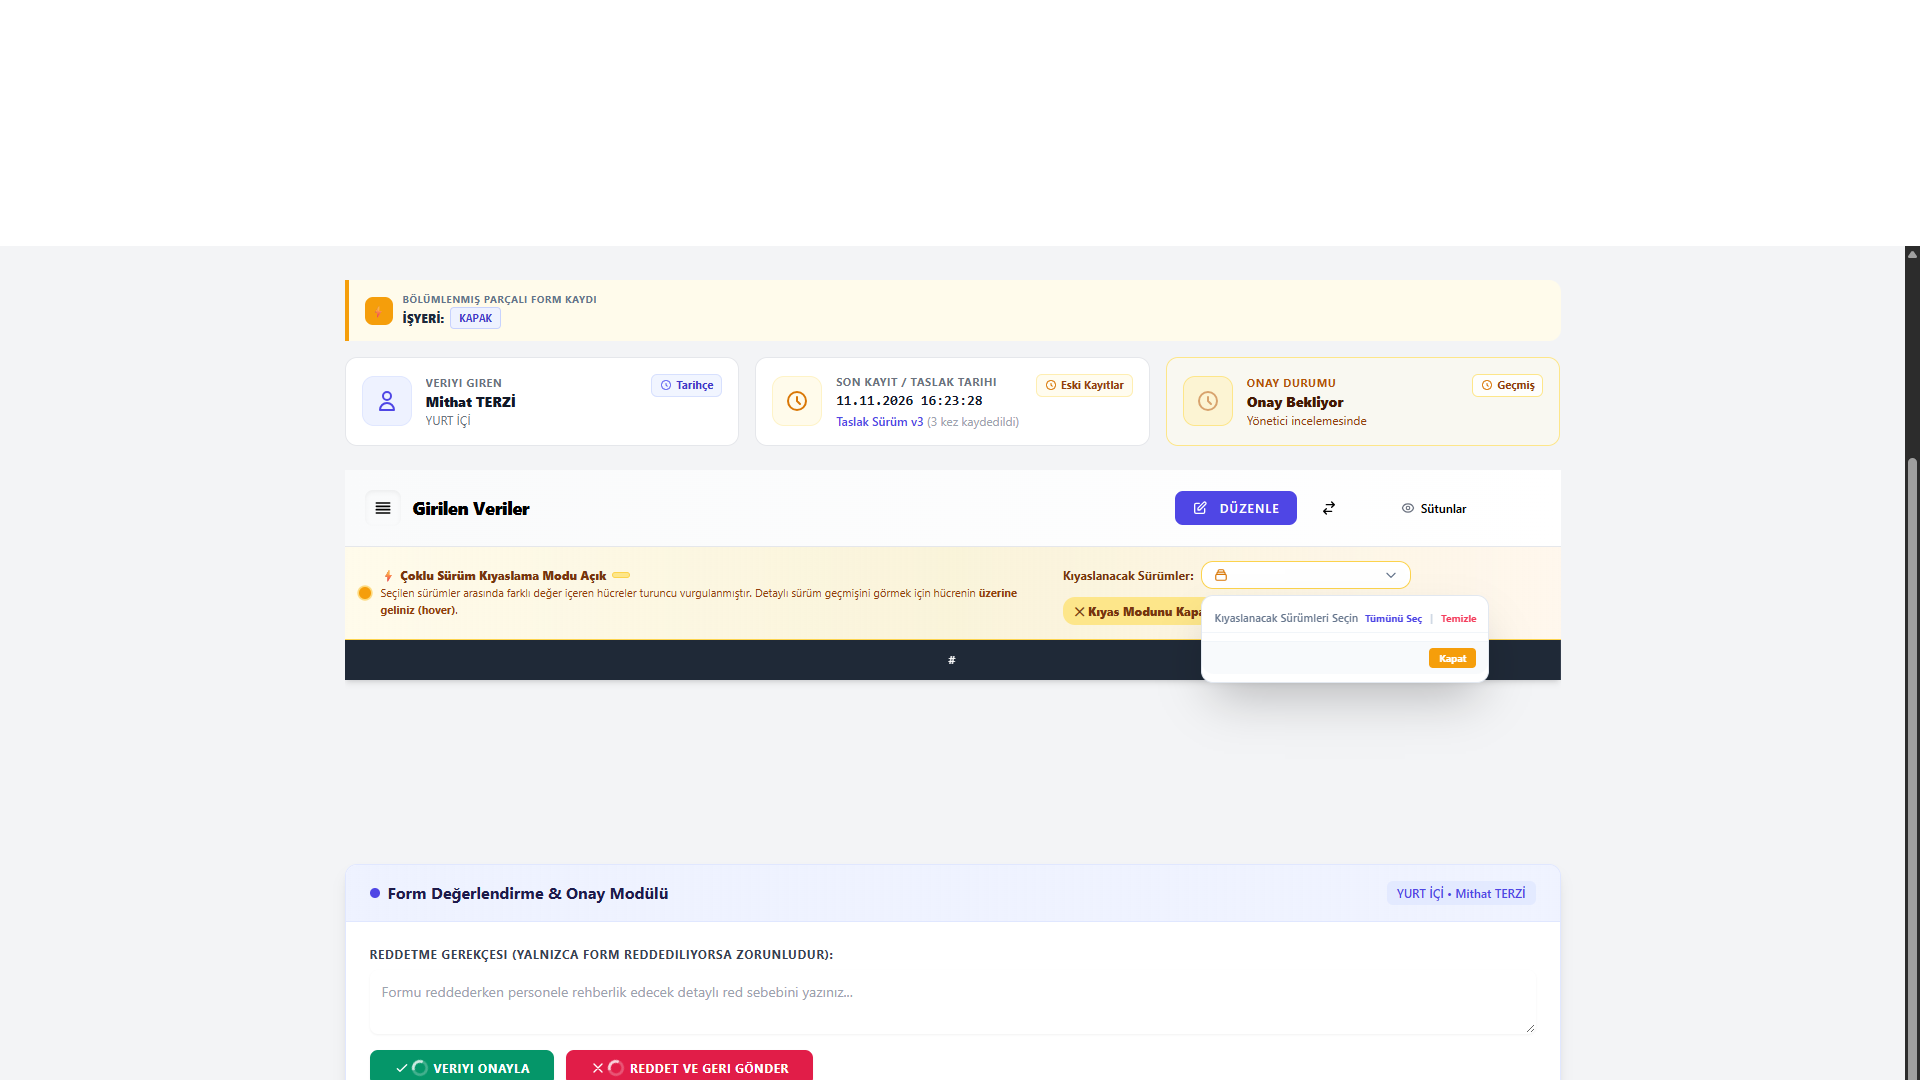 BÖLÜMLENMIŞ PARÇALI FORM KAYDI
İŞYERİ: KAPAK
VERIYI GIREN
Mithat TERZİ
YURT İÇİ
Tarihçe
SON KAYIT / TASLAK TARIHI
11.11.2026 16:23:28
Taslak Sürüm v3 (3 kez kaydedildi)
Eski Kayıtlar
ONAY DURUMU
Onay Bekliyor
Yönetici incelemesinde
Geçmiş
Girilen Veriler
DÜZENLE
Sütunlar
Çoklu Sürüm Kıyaslama Modu Açık
Seçilen sürümler arasında farklı değer içeren hücreler turuncu vurgulanmıştır. Detaylı sürüm geçmişini görmek için hücrenin üzerine
geliniz (hover).
Kıyaslanacak Sürümler:
Kıyas Modunu Kapa
Kıyaslanacak Sürümleri Seçin Tümünü Seç | Temizle
Kapat
#
Form Değerlendirme & Onay Modülü
YURT İÇİ • Mithat TERZİ
REDDETME GEREKÇESI (YALNIZCA FORM REDDEDILIYORSA ZORUNLUDUR):
Formu reddederken personele rehberlik edecek detaylı red sebebini yazınız...
VERIYI ONAYLA
REDDET VE GERI GÖNDER